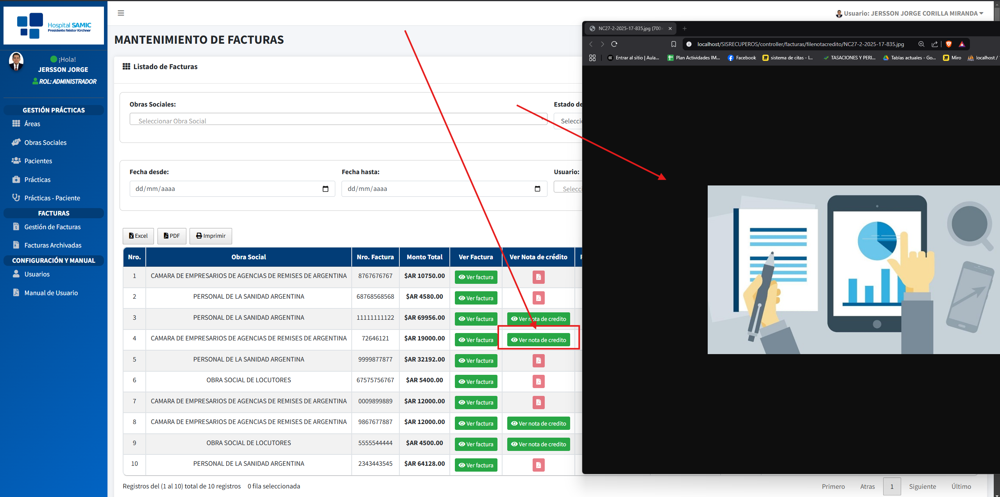 Hospital SAMIC
Presidente Néstor Kirchner
¡Hola!
JERSSON JORGE
ROL: ADMINISTRADOR
GESTIÓN PRÁCTICAS
Áreas
Obras Sociales
Pacientes
Prácticas
Prácticas - Paciente
FACTURAS
Gestión de Facturas
Facturas Archivadas
CONFIGURACIÓN Y MANUAL
Usuarios
Manual de Usuario
Usuario: JERSSON JORGE CORILLA MIRANDA
MANTENIMIENTO DE FACTURAS
Listado de Facturas
Obras Sociales:
Seleccionar Obra Social
Estado de
Selecci
Fecha desde:
dd/mm/aaaa
Fecha hasta:
dd/mm/aaaa
Usuario:
Selecci
Excel PDF Imprimir
Nro. Obra Social Nro. Factura Monto Total Ver Factura Ver Nota de crédito
1 CAMARA DE EMPRESARIOS DE AGENCIAS DE REMISES DE ARGENTINA 8767676767 $AR 10750.00 Ver factura
2 PERSONAL DE LA SANIDAD ARGENTINA 68768568568 $AR 4580.00 Ver factura
3 PERSONAL DE LA SANIDAD ARGENTINA 11111111122 $AR 69956.00 Ver factura Ver nota de credito
4 CAMARA DE EMPRESARIOS DE AGENCIAS DE REMISES DE ARGENTINA 72646121 $AR 19000.00 Ver factura Ver nota de credito
5 PERSONAL DE LA SANIDAD ARGENTINA 9999877877 $AR 32192.00 Ver factura
6 OBRA SOCIAL DE LOCUTORES 67575756767 $AR 5400.00 Ver factura
7 CAMARA DE EMPRESARIOS DE AGENCIAS DE REMISES DE ARGENTINA 0009899889 $AR 12000.00 Ver factura
8 CAMARA DE EMPRESARIOS DE AGENCIAS DE REMISES DE ARGENTINA 9867677887 $AR 12000.00 Ver factura Ver nota de credito
9 OBRA SOCIAL DE LOCUTORES 5555544444 $AR 4500.00 Ver factura Ver nota de credito
10 PERSONAL DE LA SANIDAD ARGENTINA 2343443545 $AR 64128.00 Ver factura
Registros del (1 al 10) total de 10 registros 0 fila seleccionada
Primero Atras 1 Siguiente Último
NC27-2-2025-17-835.jpg (700×
localhost/SISRECUPEROS/controller/facturas/filenotacredito/NC27-2-2025-17-835.jpg
Entrar al sitio | Aula... Plan Actividades IM... Facebook sistema de citas - I... TASACIONES Y PERI... Tablas actuales - Go... Miro localhost /